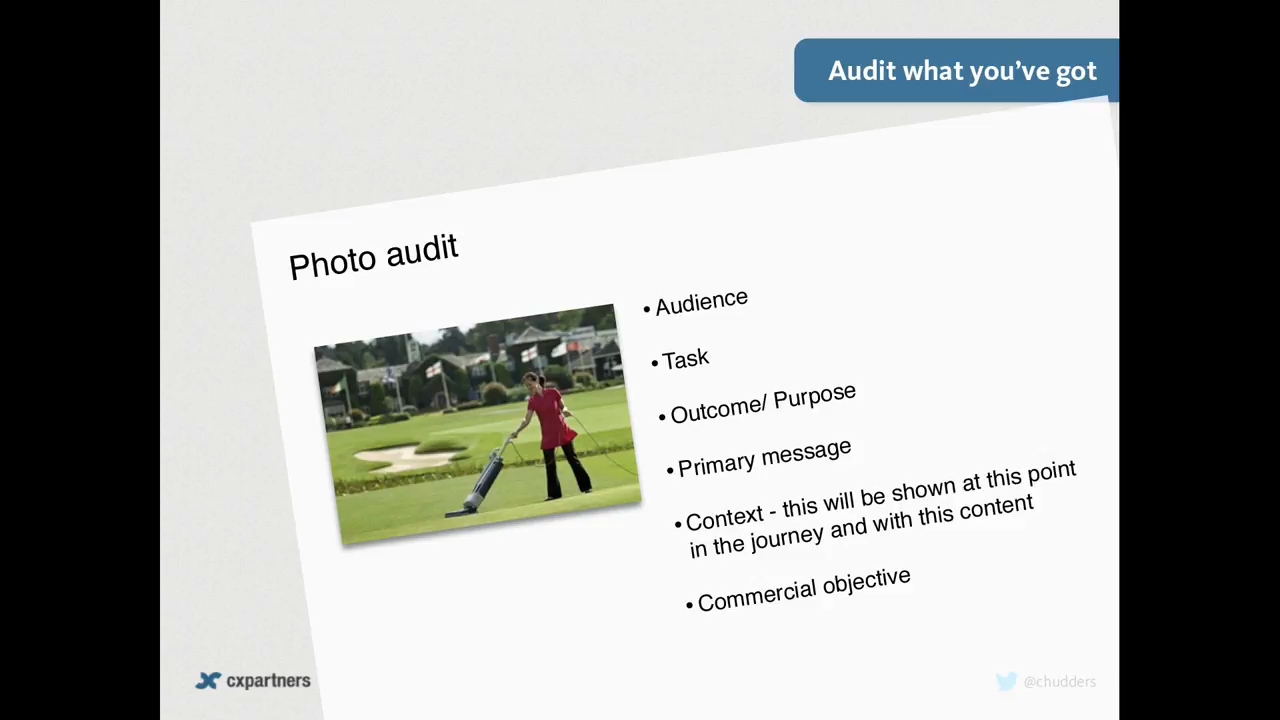 Audit what you've got
Photo audit
• Audience
• Task
• Outcome/ Purpose
• Primary message
• Context - this will be shown at this point
in the journey and with this content
• Commercial objective
cxpartners
@chudders